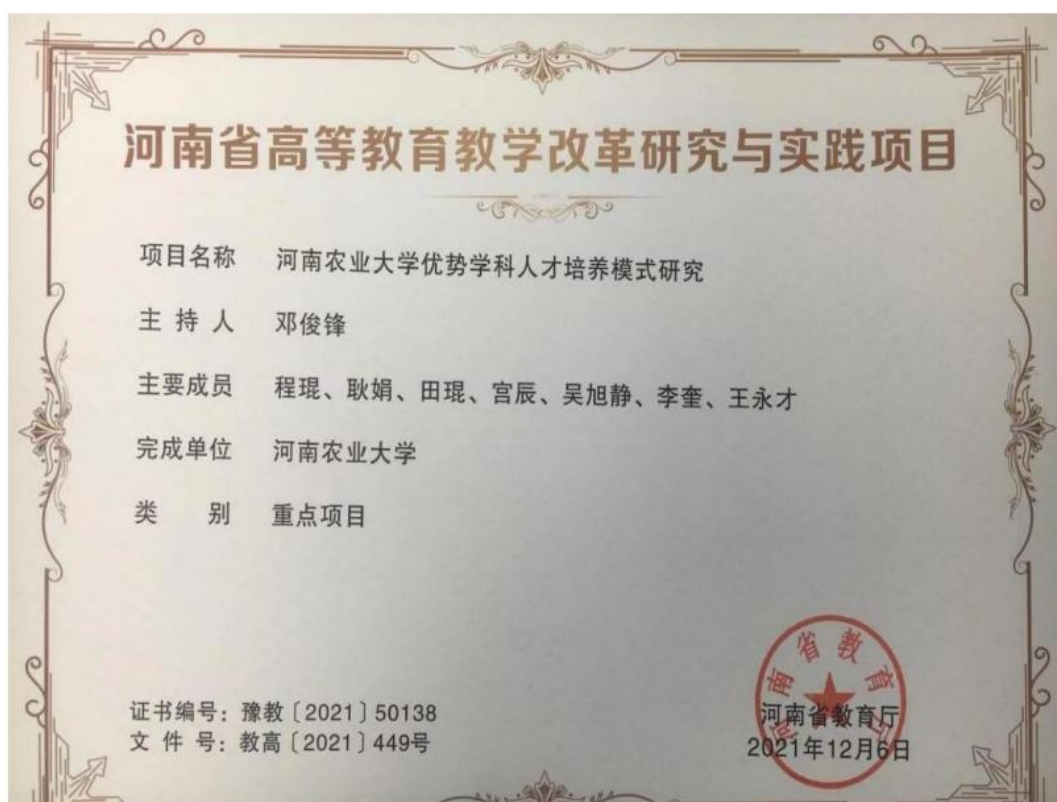 河南省高等教育教学改革研究与实践项目
项目名称 河南农业大学优势学科人才培养模式研究
主持人 邓俊锋
主要成员 程琨、耿娟、田琨、宫辰、吴旭静、李奎、王永才
完成单位 河南农业大学
类别 重点项目
证书编号：豫教〔2021〕50138
文件号：教高〔2021〕449号
河南省教育厅
河南省教育厅
2021年12月6日